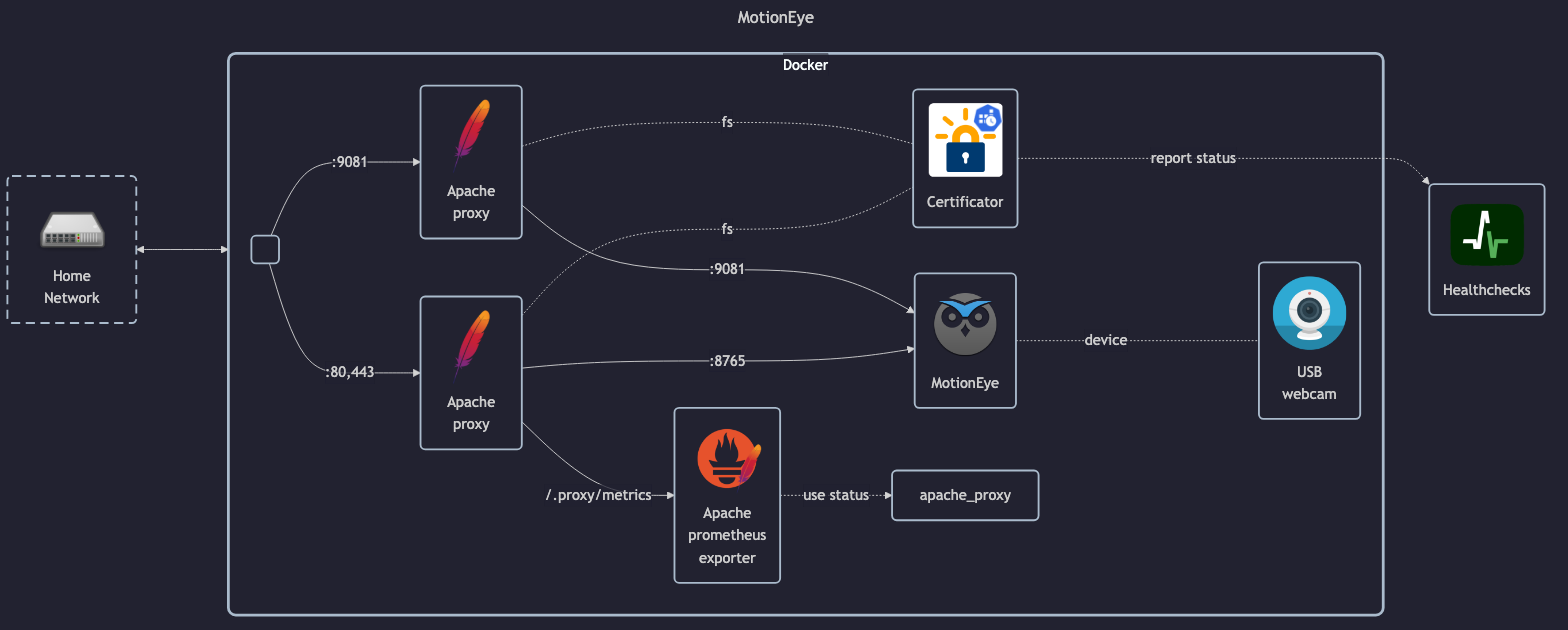 MotionEye
Docker
Home
Network
:9081
:80,443
Apache
proxy
Apache
proxy
fs
fs
:9081
:8765
/.proxy/metrics
Apache
prometheus
exporter
use status
apache_proxy
Certificator
MotionEye
device
USB
webcam
report status
Healthchecks